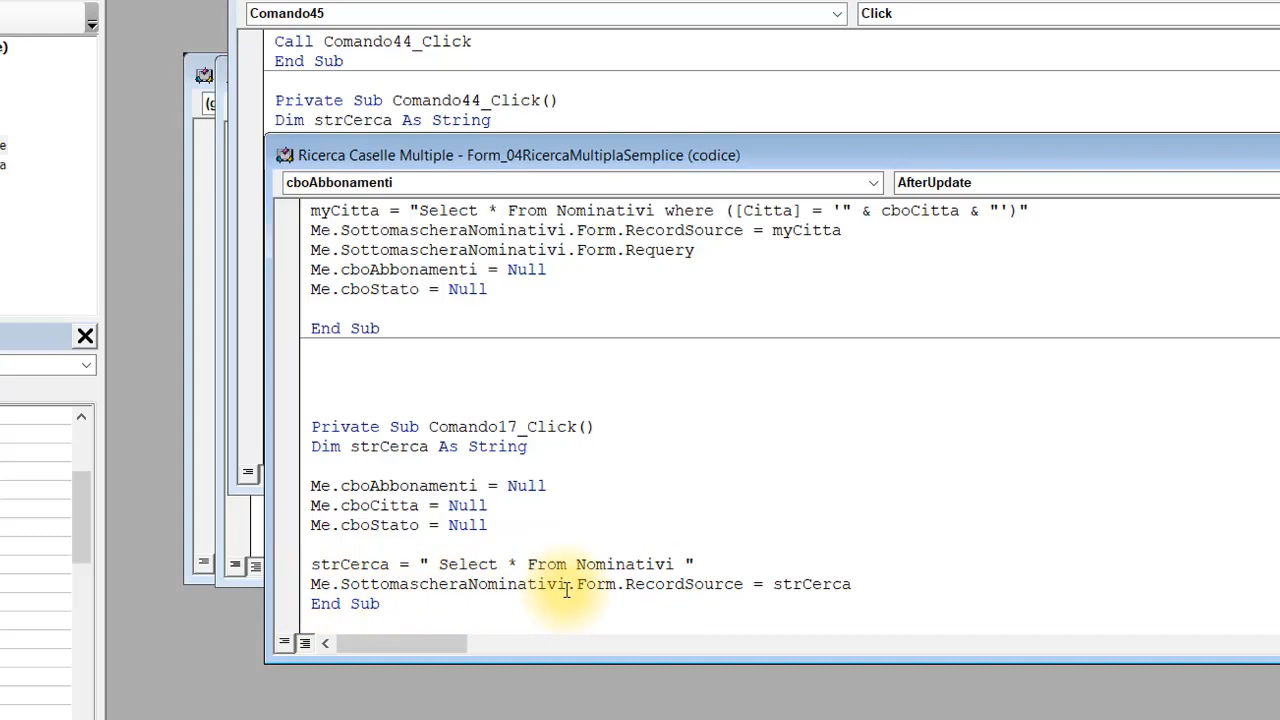 Comando45
Click
Call Comando44_Click
End Sub
Private Sub Comando44_Click()
Dim strCerca As String
Ricerca Caselle Multiple - Form_04RicercaMultiplaSemplice (codice)
cboAbbonamenti
AfterUpdate
myCitta = "Select * From Nominativi where ([Citta] = '" & cboCitta & "')"
Me.SottomascheraNominativi.Form.RecordSource = myCitta
Me.SottomascheraNominativi.Form.Requery
Me.cboAbbonamenti = Null
Me.cboStato = Null
End Sub
Private Sub Comando17_Click()
Dim strCerca As String
Me.cboAbbonamenti = Null
Me.cboCitta = Null
Me.cboStato = Null
strCerca = " Select * From Nominativi "
Me.SottomascheraNominativi.Form.RecordSource = strCerca
End Sub